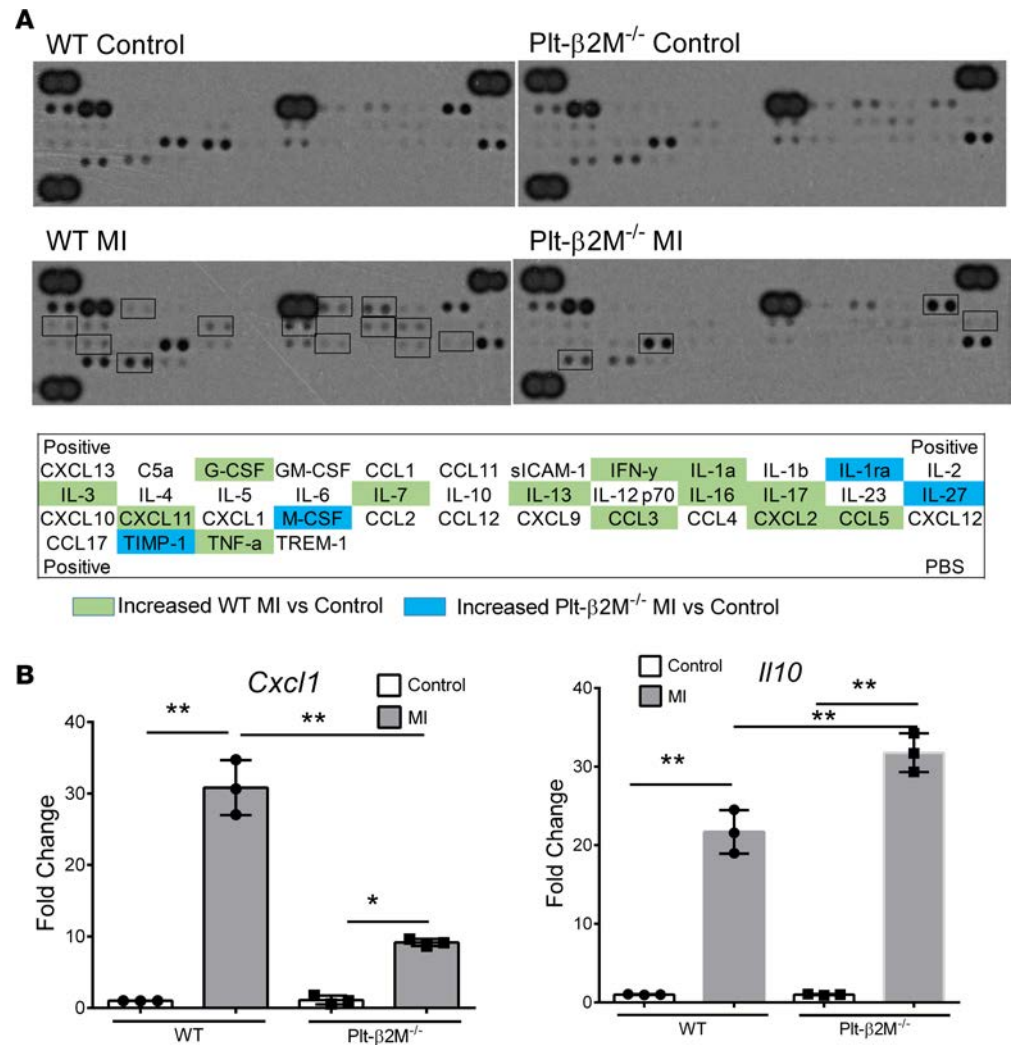 A
WT Control
Plt-β2M-/- Control
WT MI
Plt-β2M-/- MI
Positive Positive
CXCL13 C5a G-CSF GM-CSF CCL1 CCL11 sICAM-1 IFN-y IL-1a IL-1b IL-1ra IL-2
IL-3 IL-4 IL-5 IL-6 IL-7 IL-10 IL-13 IL-12 p70 IL-16 IL-17 IL-23 IL-27
CXCL10 CXCL11 CXCL1 M-CSF CCL2 CCL12 CXCL9 CCL3 CCL4 CXCL2 CCL5 CXCL12
CCL17 TIMP-1 TNF-a TREM-1
Positive PBS
Increased WT MI vs Control Increased Plt-β2M-/- MI vs Control
B
Cxcl1
Control
MI
**
**
*
40
30
20
10
0
Fold Change
WT Plt-β2M-/-
Il10
Control
MI
**
**
**
40
30
20
10
0
Fold Change
WT Plt-β2M-/-